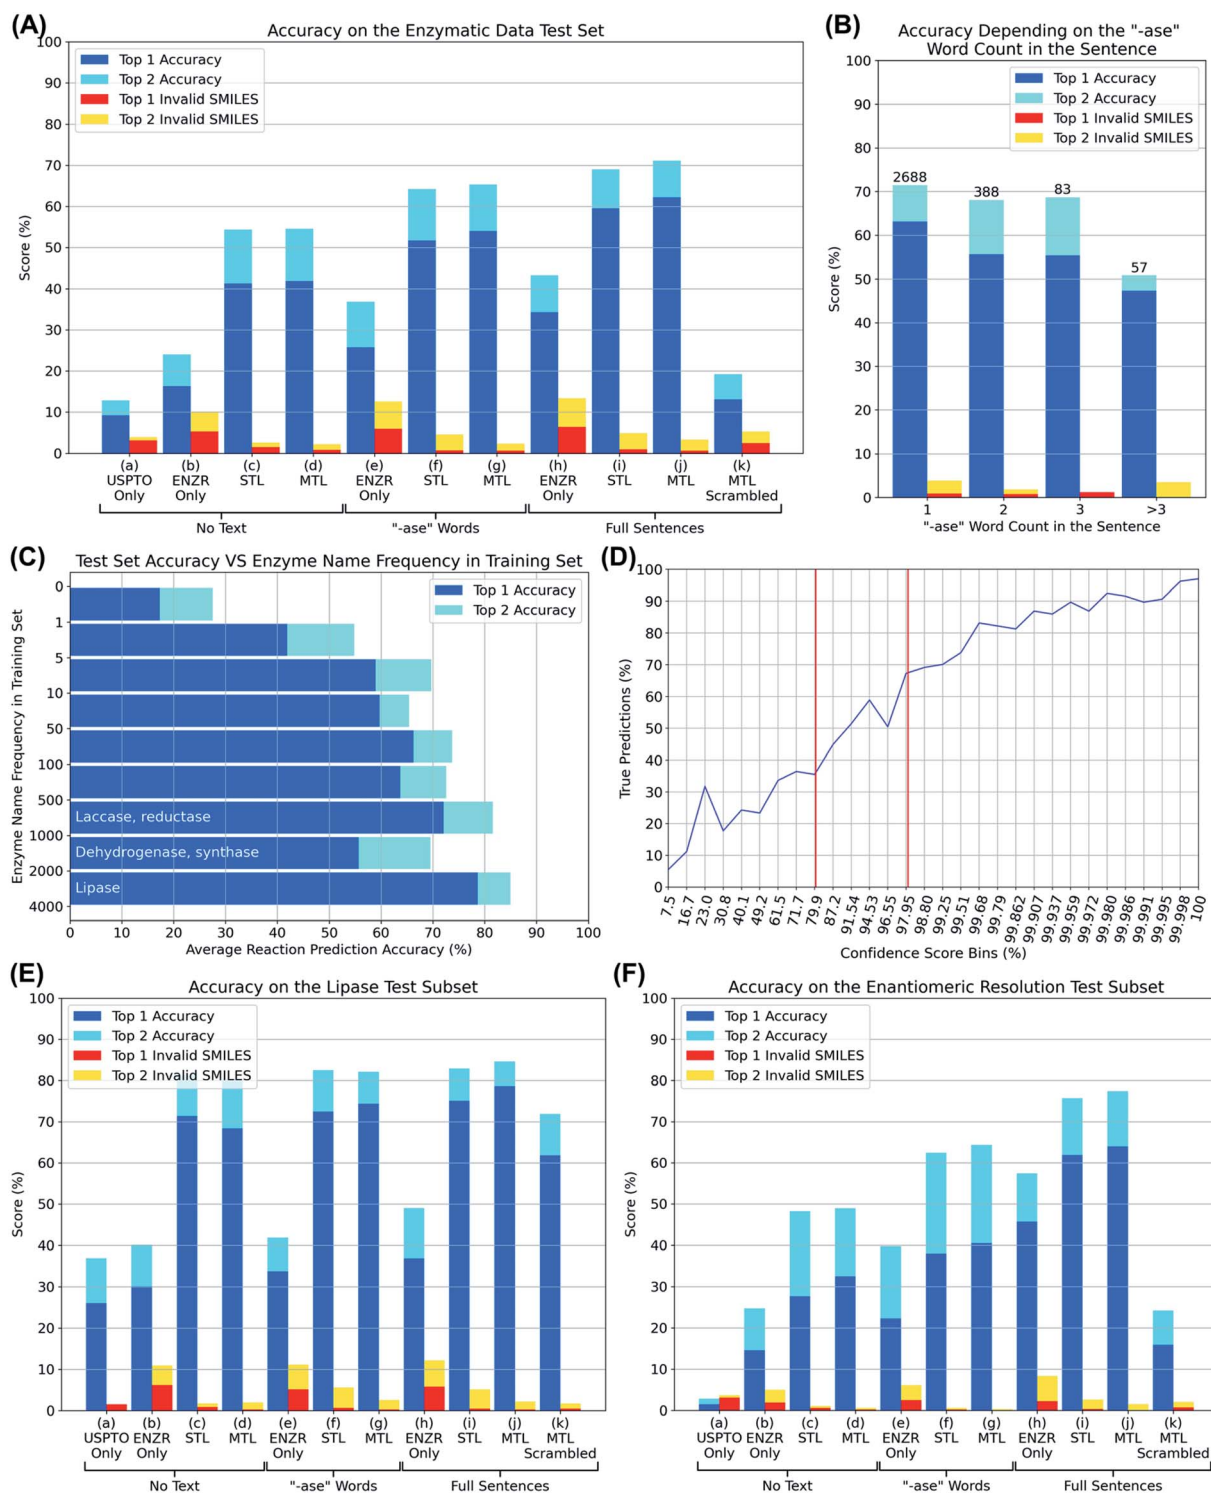 (A)
Accuracy on the Enzymatic Data Test Set
100
90
80
70
60
50
40
30
20
10
0
Score (%)
Top 1 Accuracy
Top 2 Accuracy
Top 1 Invalid SMILES
Top 2 Invalid SMILES
(a) (b) (c) (d) (e) (f) (g) (h) (i) (j) (k)
USPTO ENZR STL MTL ENZR STL MTL ENZR STL MTL MTL
Only Only Only Only Scrambled
No Text "-ase" Words Full Sentences
(B)
Accuracy Depending on the "-ase"
Word Count in the Sentence
100
90
80
70
60
50
40
30
20
10
0
Score (%)
Top 1 Accuracy
Top 2 Accuracy
Top 1 Invalid SMILES
Top 2 Invalid SMILES
2688 388 83 57
1 2 3 >3
"-ase" Word Count in the Sentence
(C)
Test Set Accuracy VS Enzyme Name Frequency in Training Set
Enzyme Name Frequency in Training Set
0
1
5
10
50
100
500
1000
2000
4000
Top 1 Accuracy
Top 2 Accuracy
Laccase, reductase
Dehydrogenase, synthase
Lipase
0 10 20 30 40 50 60 70 80 90 100
Average Reaction Prediction Accuracy (%)
(D)
100
90
80
70
60
50
40
30
20
10
0
True Predictions (%)
7.5 16.7 23.0 30.8 40.1 49.2 61.5 71.7 79.9 87.2 91.54 94.53 96.55 97.95 98.80 99.25 99.51 99.68 99.79 99.862 99.907 99.937 99.959 99.972 99.980 99.986 99.991 99.995 99.998 100
Confidence Score Bins (%)
(E)
Accuracy on the Lipase Test Subset
100
90
80
70
60
50
40
30
20
10
0
Score (%)
Top 1 Accuracy
Top 2 Accuracy
Top 1 Invalid SMILES
Top 2 Invalid SMILES
(a) (b) (c) (d) (e) (f) (g) (h) (i) (j) (k)
USPTO ENZR STL MTL ENZR STL MTL ENZR STL MTL MTL
Only Only Only Only Scrambled
No Text "-ase" Words Full Sentences
(F)
Accuracy on the Enantiomeric Resolution Test Subset
100
90
80
70
60
50
40
30
20
10
0
Score (%)
Top 1 Accuracy
Top 2 Accuracy
Top 1 Invalid SMILES
Top 2 Invalid SMILES
(a) (b) (c) (d) (e) (f) (g) (h) (i) (j) (k)
USPTO ENZR STL MTL ENZR STL MTL ENZR STL MTL MTL
Only Only Only Only Scrambled
No Text "-ase" Words Full Sentences